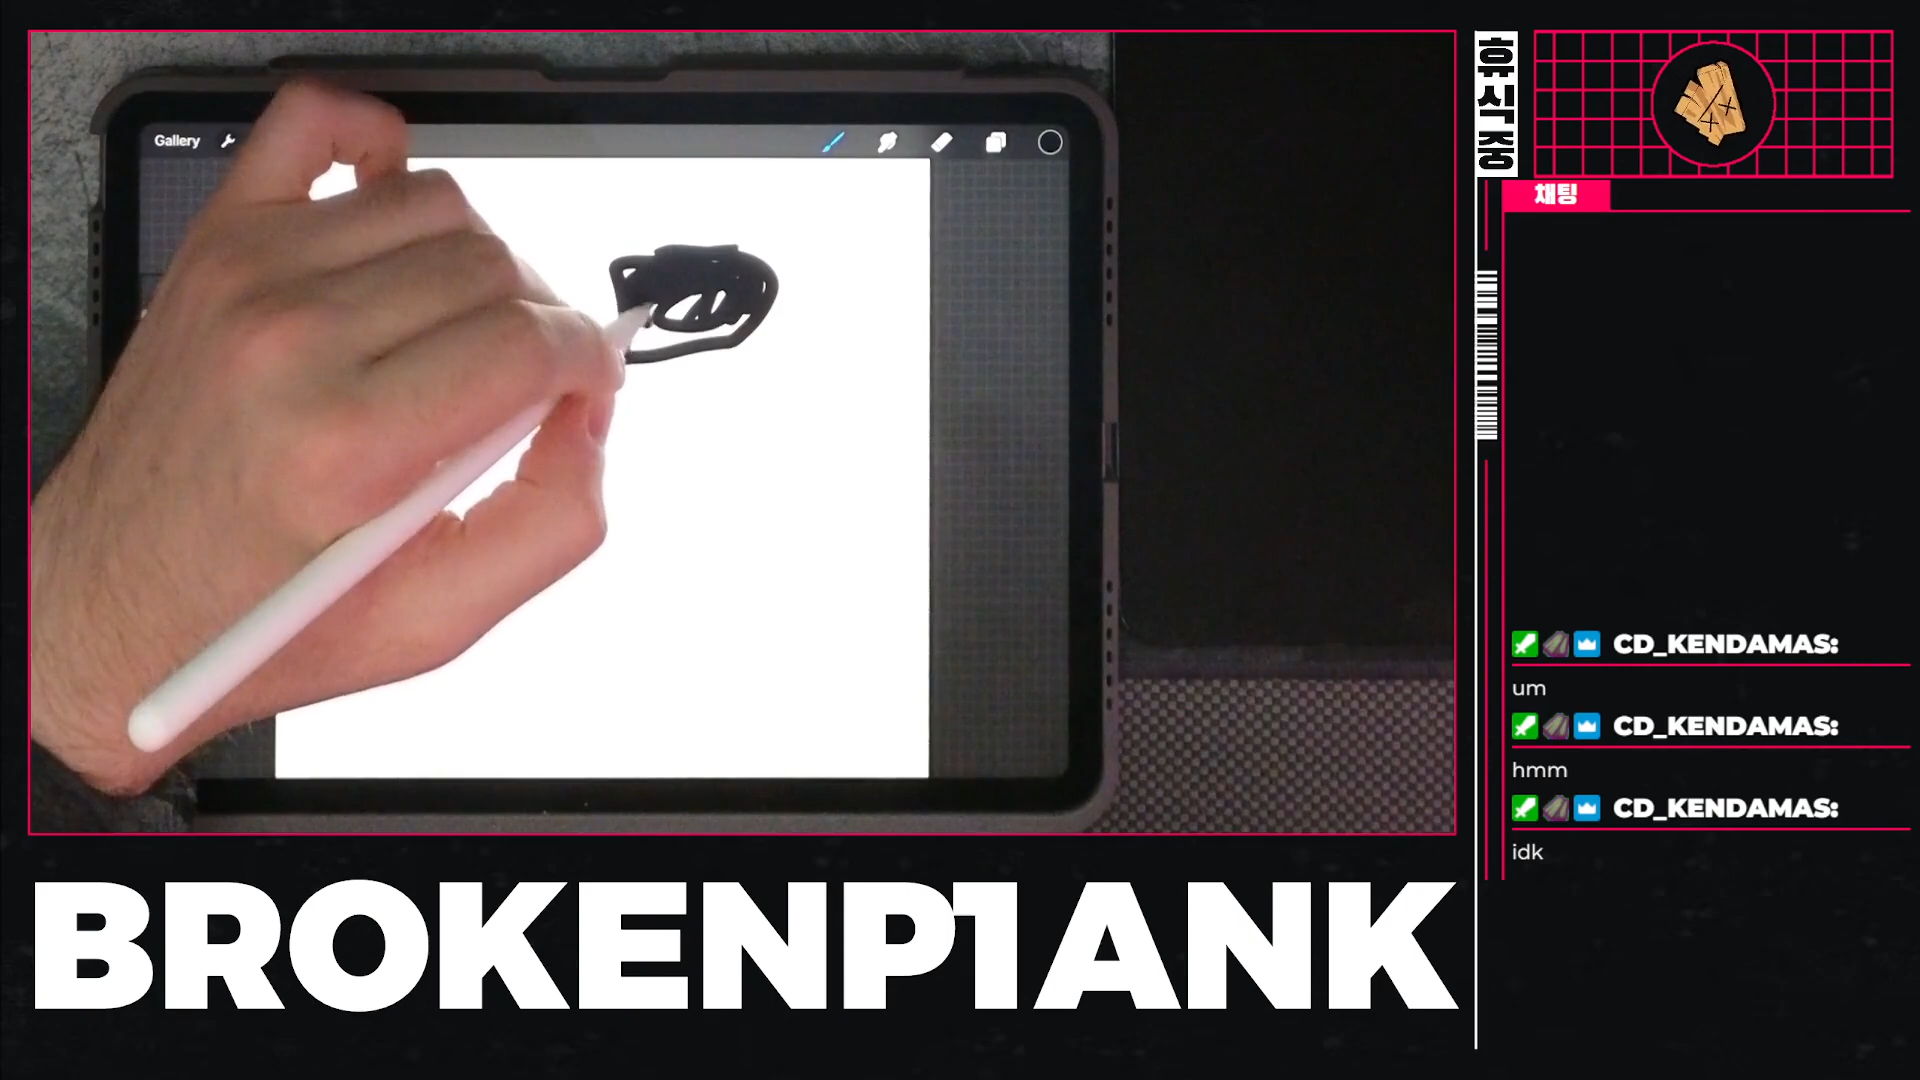 Gallery
휴식중
채팅
CD_KENDAMAS:
um
CD_KENDAMAS:
hmm
CD_KENDAMAS:
idk
BROKENP1ANK